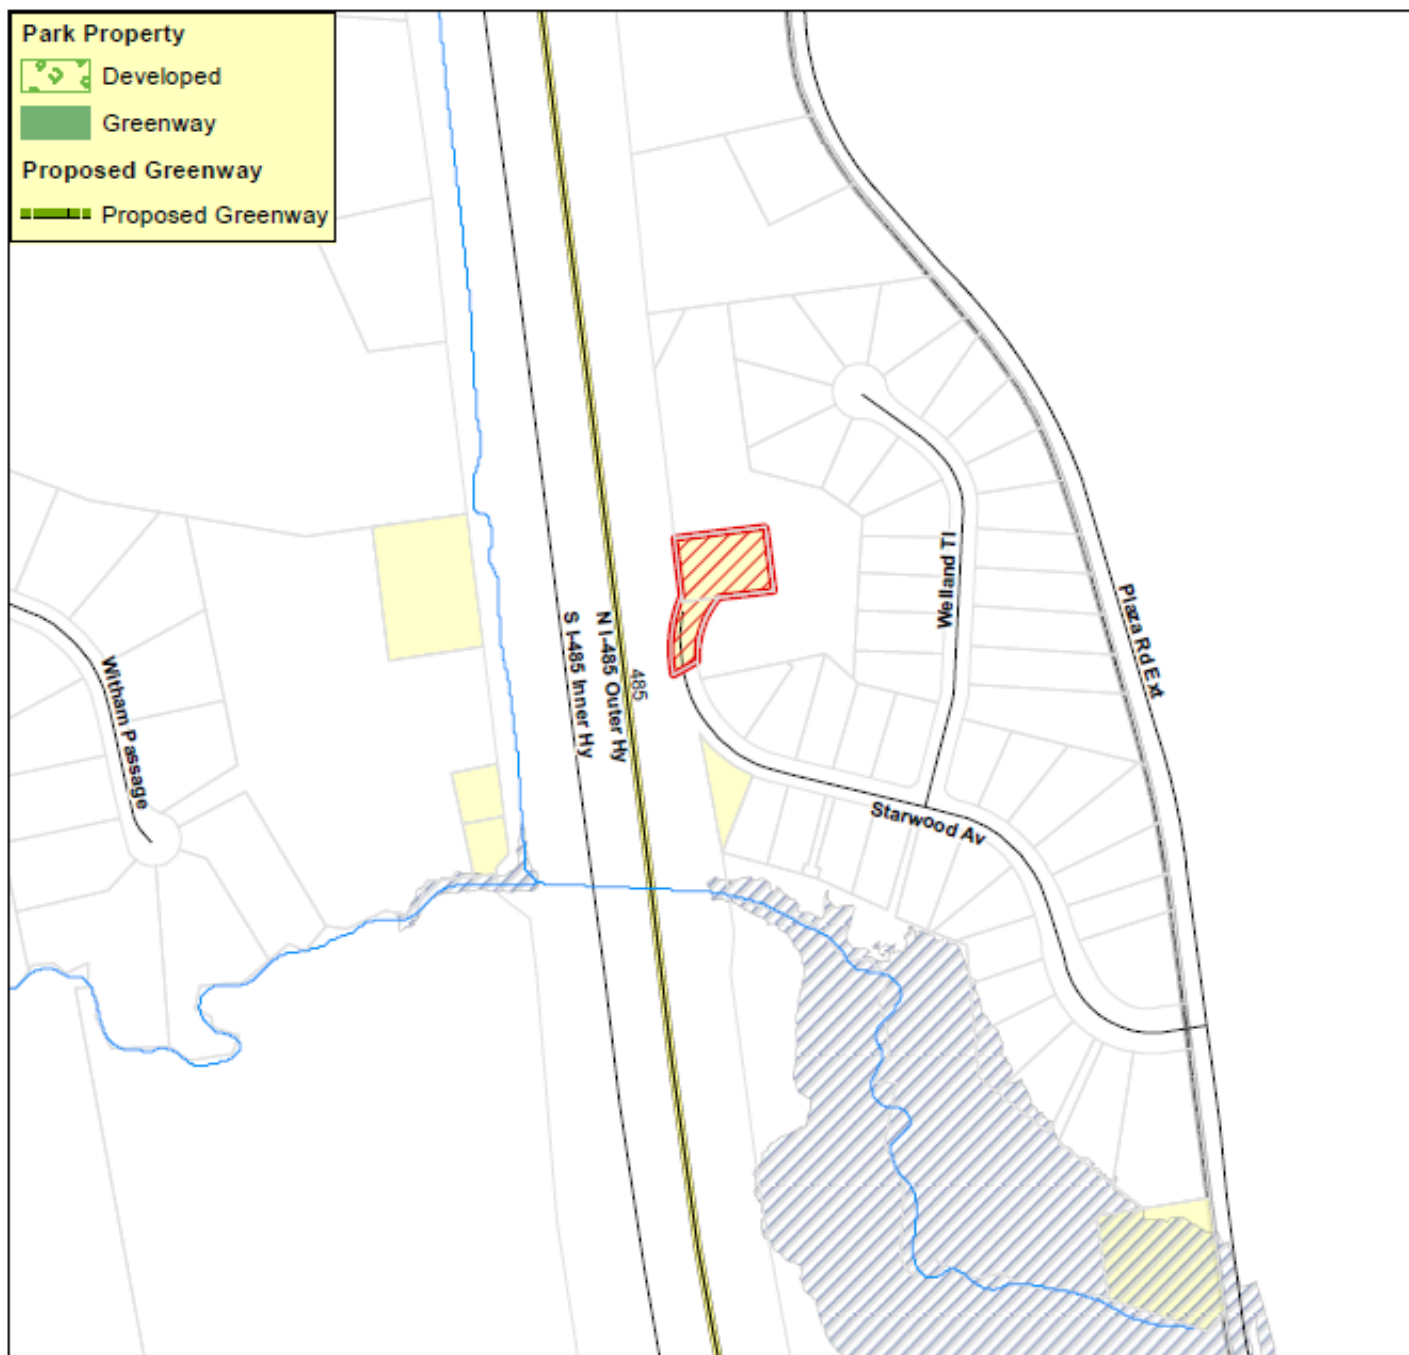 Park Property
Developed
Greenway
Proposed Greenway
Proposed Greenway
Welland Tl
Plaza Rd Ext
485
N I-485 Outer Hy
S I-485 Inner Hy
Witham Passage
Starwood Av